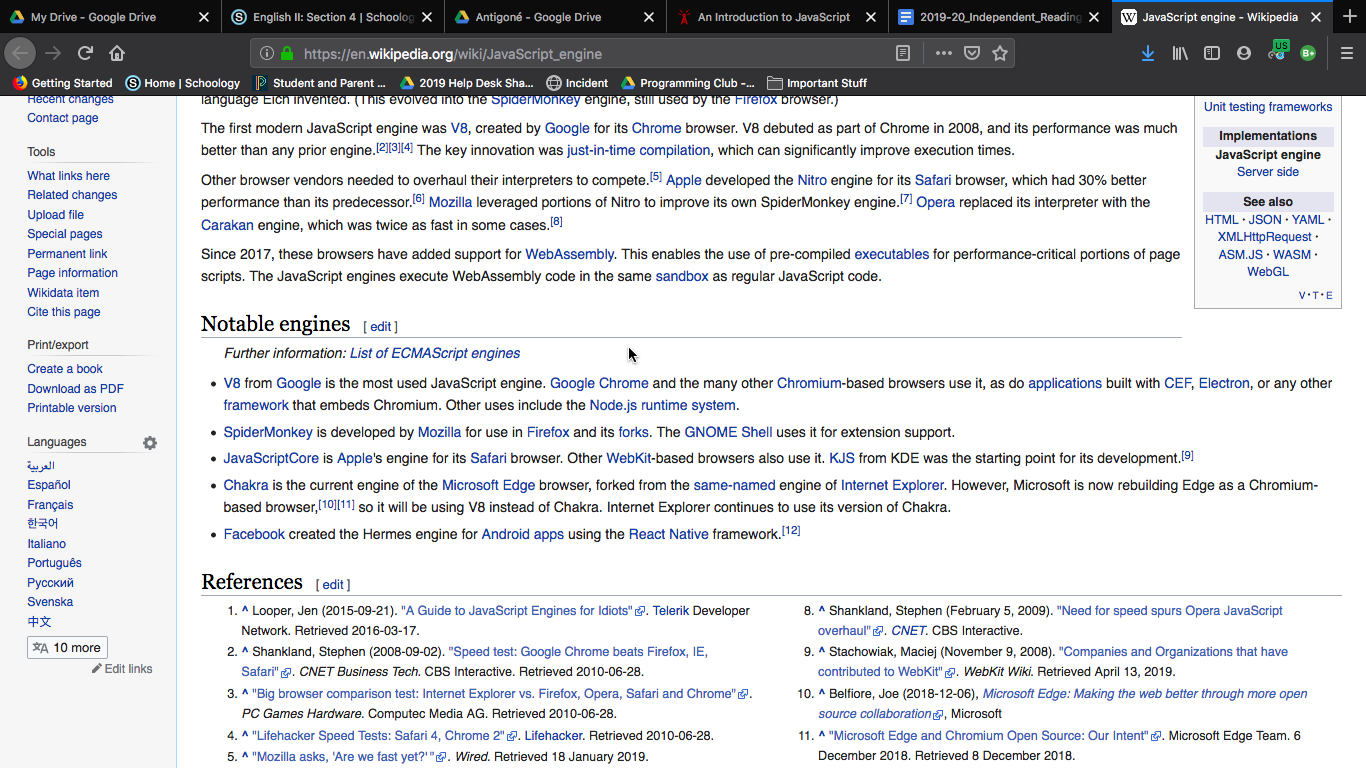 My Drive - Google Drive
English II: Section 4 | Schoolog
Antigoné - Google Drive
An Introduction to JavaScript
2019-20_Independent_Reading
JavaScript engine - Wikipedia
https://en.wikipedia.org/wiki/JavaScript_engine
US
B+
Getting Started
Home | Schoology
Student and Parent ...
2019 Help Desk Sha...
Incident
Programming Club -...
Important Stuff
Recent changes
Contact page
Tools
What links here
Related changes
Upload file
Special pages
Permanent link
Page information
Wikidata item
Cite this page
Print/export
Create a book
Download as PDF
Printable version
Languages
العربية
Español
Français
한국어
Italiano
Português
Русский
Svenska
中文
10 more
Edit links
language Eich invented. (This evolved into the SpiderMonkey engine, still used by the Firefox browser.)
The first modern JavaScript engine was V8, created by Google for its Chrome browser. V8 debuted as part of Chrome in 2008, and its performance was much
better than any prior engine.[2][3][4] The key innovation was just-in-time compilation, which can significantly improve execution times.
Other browser vendors needed to overhaul their interpreters to compete.[5] Apple developed the Nitro engine for its Safari browser, which had 30% better
performance than its predecessor.[6] Mozilla leveraged portions of Nitro to improve its own SpiderMonkey engine.[7] Opera replaced its interpreter with the
Carakan engine, which was twice as fast in some cases.[8]
Since 2017, these browsers have added support for WebAssembly. This enables the use of pre-compiled executables for performance-critical portions of page
scripts. The JavaScript engines execute WebAssembly code in the same sandbox as regular JavaScript code.
Unit testing frameworks
Implementations
JavaScript engine
Server side
See also
HTML · JSON · YAML ·
XMLHttpRequest ·
ASM.JS · WASM ·
WebGL
V · T · E
Notable engines [ edit ]
Further information: List of ECMAScript engines
• V8 from Google is the most used JavaScript engine. Google Chrome and the many other Chromium-based browsers use it, as do applications built with CEF, Electron, or any other
framework that embeds Chromium. Other uses include the Node.js runtime system.
• SpiderMonkey is developed by Mozilla for use in Firefox and its forks. The GNOME Shell uses it for extension support.
• JavaScriptCore is Apple's engine for its Safari browser. Other WebKit-based browsers also use it. KJS from KDE was the starting point for its development.[9]
• Chakra is the current engine of the Microsoft Edge browser, forked from the same-named engine of Internet Explorer. However, Microsoft is now rebuilding Edge as a Chromium-
based browser,[10][11] so it will be using V8 instead of Chakra. Internet Explorer continues to use its version of Chakra.
• Facebook created the Hermes engine for Android apps using the React Native framework.[12]
References [ edit ]
1. ^ Looper, Jen (2015-09-21). "A Guide to JavaScript Engines for Idiots". Telerik Developer
Network. Retrieved 2016-03-17.
2. ^ Shankland, Stephen (2008-09-02). "Speed test: Google Chrome beats Firefox, IE,
Safari". CNET Business Tech. CBS Interactive. Retrieved 2010-06-28.
3. ^ "Big browser comparison test: Internet Explorer vs. Firefox, Opera, Safari and Chrome".
PC Games Hardware. Computec Media AG. Retrieved 2010-06-28.
4. ^ "Lifehacker Speed Tests: Safari 4, Chrome 2". Lifehacker. Retrieved 2010-06-28.
5. ^ "Mozilla asks, 'Are we fast yet?' ". Wired. Retrieved 18 January 2019.
8. ^ Shankland, Stephen (February 5, 2009). "Need for speed spurs Opera JavaScript
overhaul". CNET. CBS Interactive.
9. ^ Stachowiak, Maciej (November 9, 2008). "Companies and Organizations that have
contributed to WebKit". WebKit Wiki. Retrieved April 13, 2019.
10. ^ Belfiore, Joe (2018-12-06), Microsoft Edge: Making the web better through more open
source collaboration, Microsoft
11. ^ "Microsoft Edge and Chromium Open Source: Our Intent". Microsoft Edge Team. 6
December 2018. Retrieved 8 December 2018.